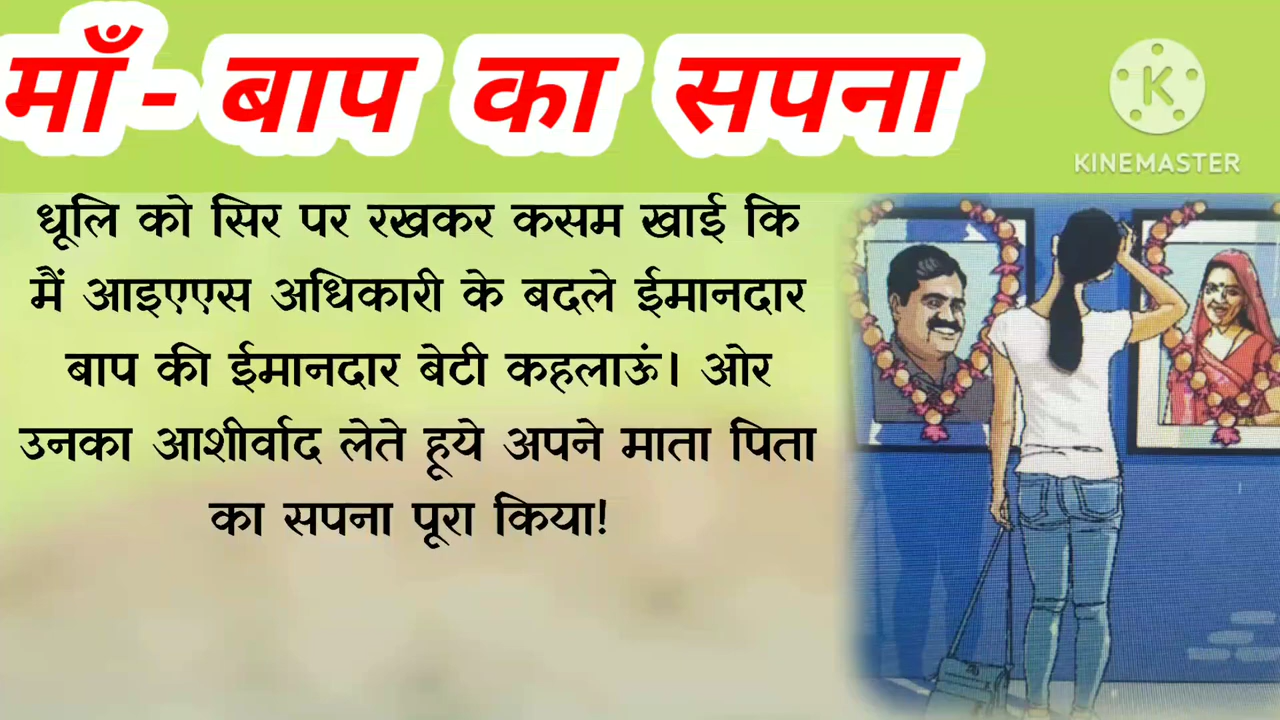 माँ - बाप का सपना
KINEMASTER
धूलि को सिर पर रखकर कसम खाई कि
मैं आइएएस अधिकारी के बदले ईमानदार
बाप की ईमानदार बेटी कहलाऊं। ओर
उनका आशीर्वाद लेते हूये अपने माता पिता
का सपना पूरा किया!